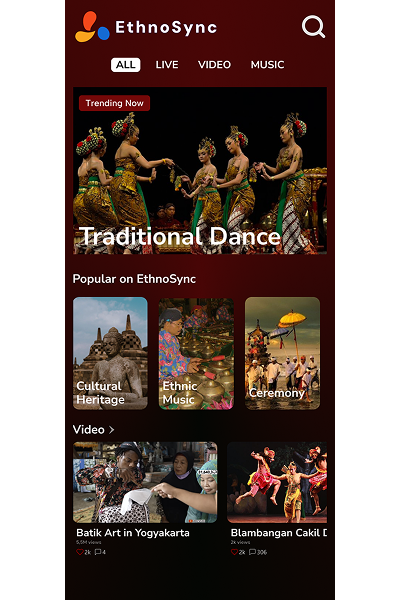 EthnoSync
ALL LIVE VIDEO MUSIC
Trending Now
Traditional Dance
Popular on EthnoSync
Cultural
Heritage
Ethnic
Music
Ceremony
Video >
Batik Art in Yogyakarta
5,5M views
2k 4
Blambangan Cakil D
2k views
2k 306